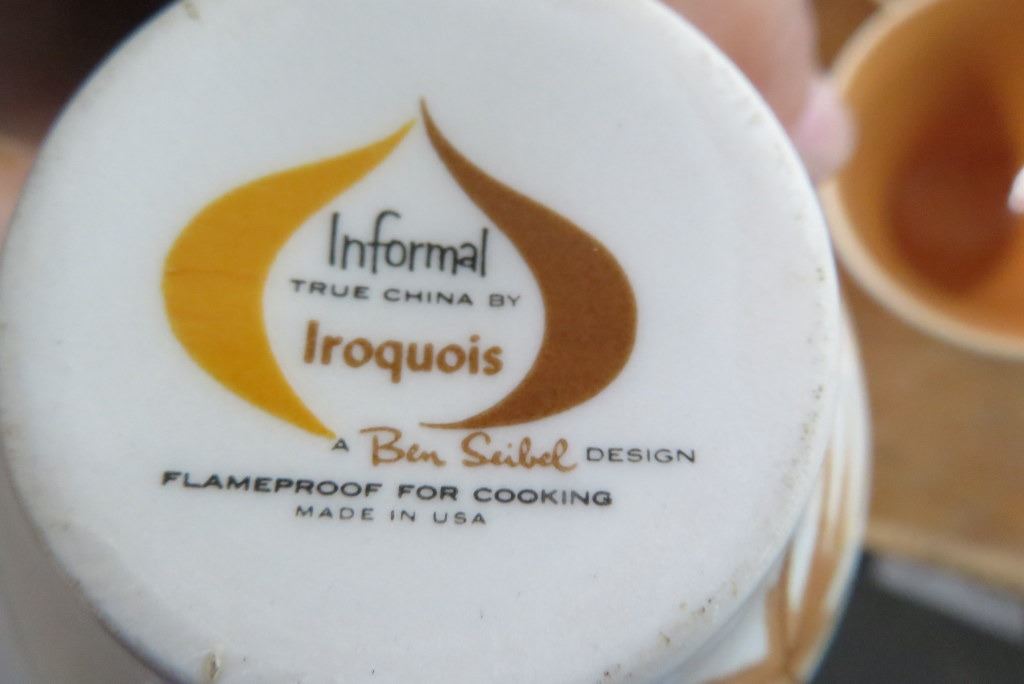 Informal
TRUE CHINA BY
Iroquois
A Ben Seibel DESIGN
FLAMEPROOF FOR COOKING
MADE IN USA